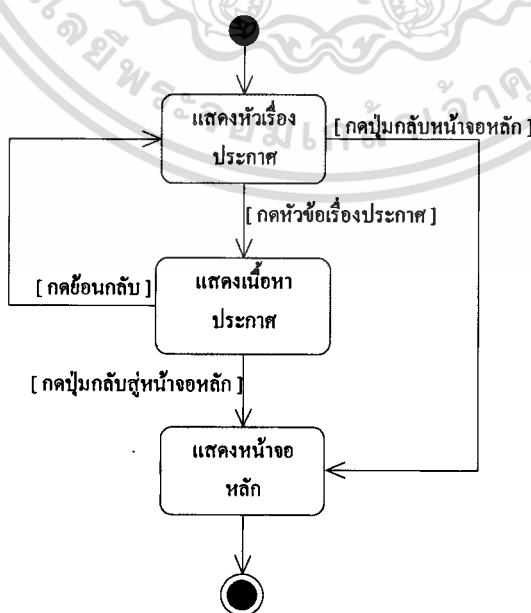 แสดงหัวเรื่อง
ประกาศ
[ กดปุ่มกลับหน้าจอหลัก ]
[ กดหัวข้อเรื่องประกาศ ]
[ กดย้อนกลับ ]
แสดงเนื้อหา
ประกาศ
[ กดปุ่มกลับสู่หน้าจอหลัก ]
แสดงหน้าจอ
หลัก